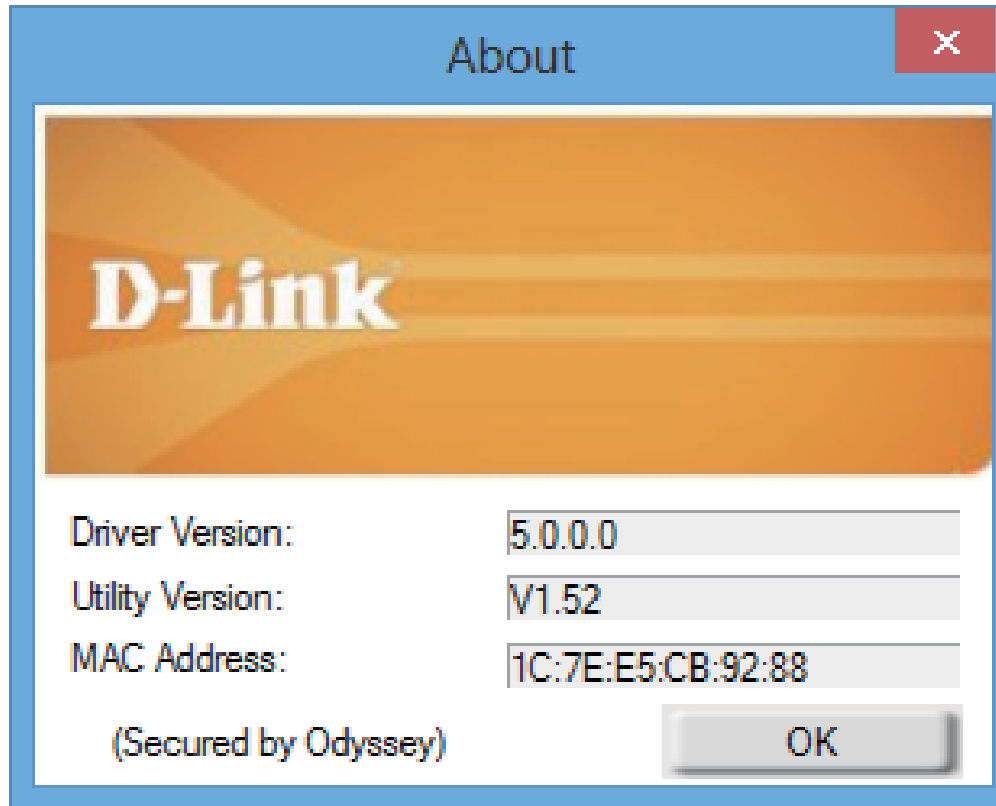 About
D-Link
Driver Version: 5.0.0.0
Utility Version: V1.52
MAC Address: 1C:7E:E5:CB:92:88
(Secured by Odyssey) OK